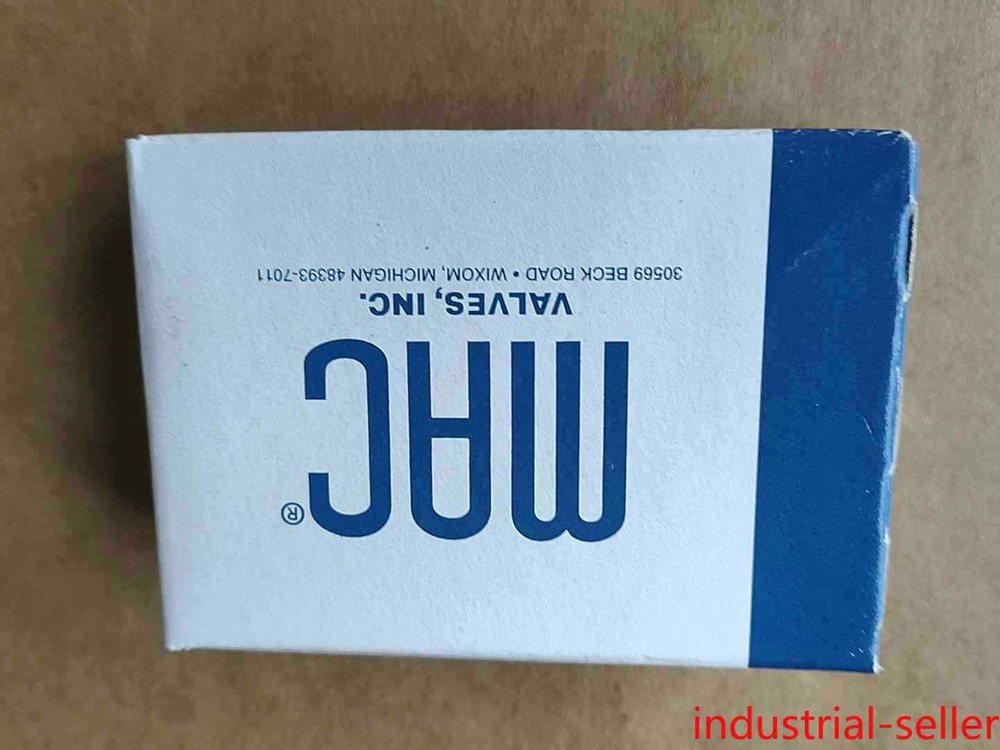 MAC®
VALVES, INC.
30569 BECK ROAD • WIXOM, MICHIGAN 48393-7011
industrial-seller